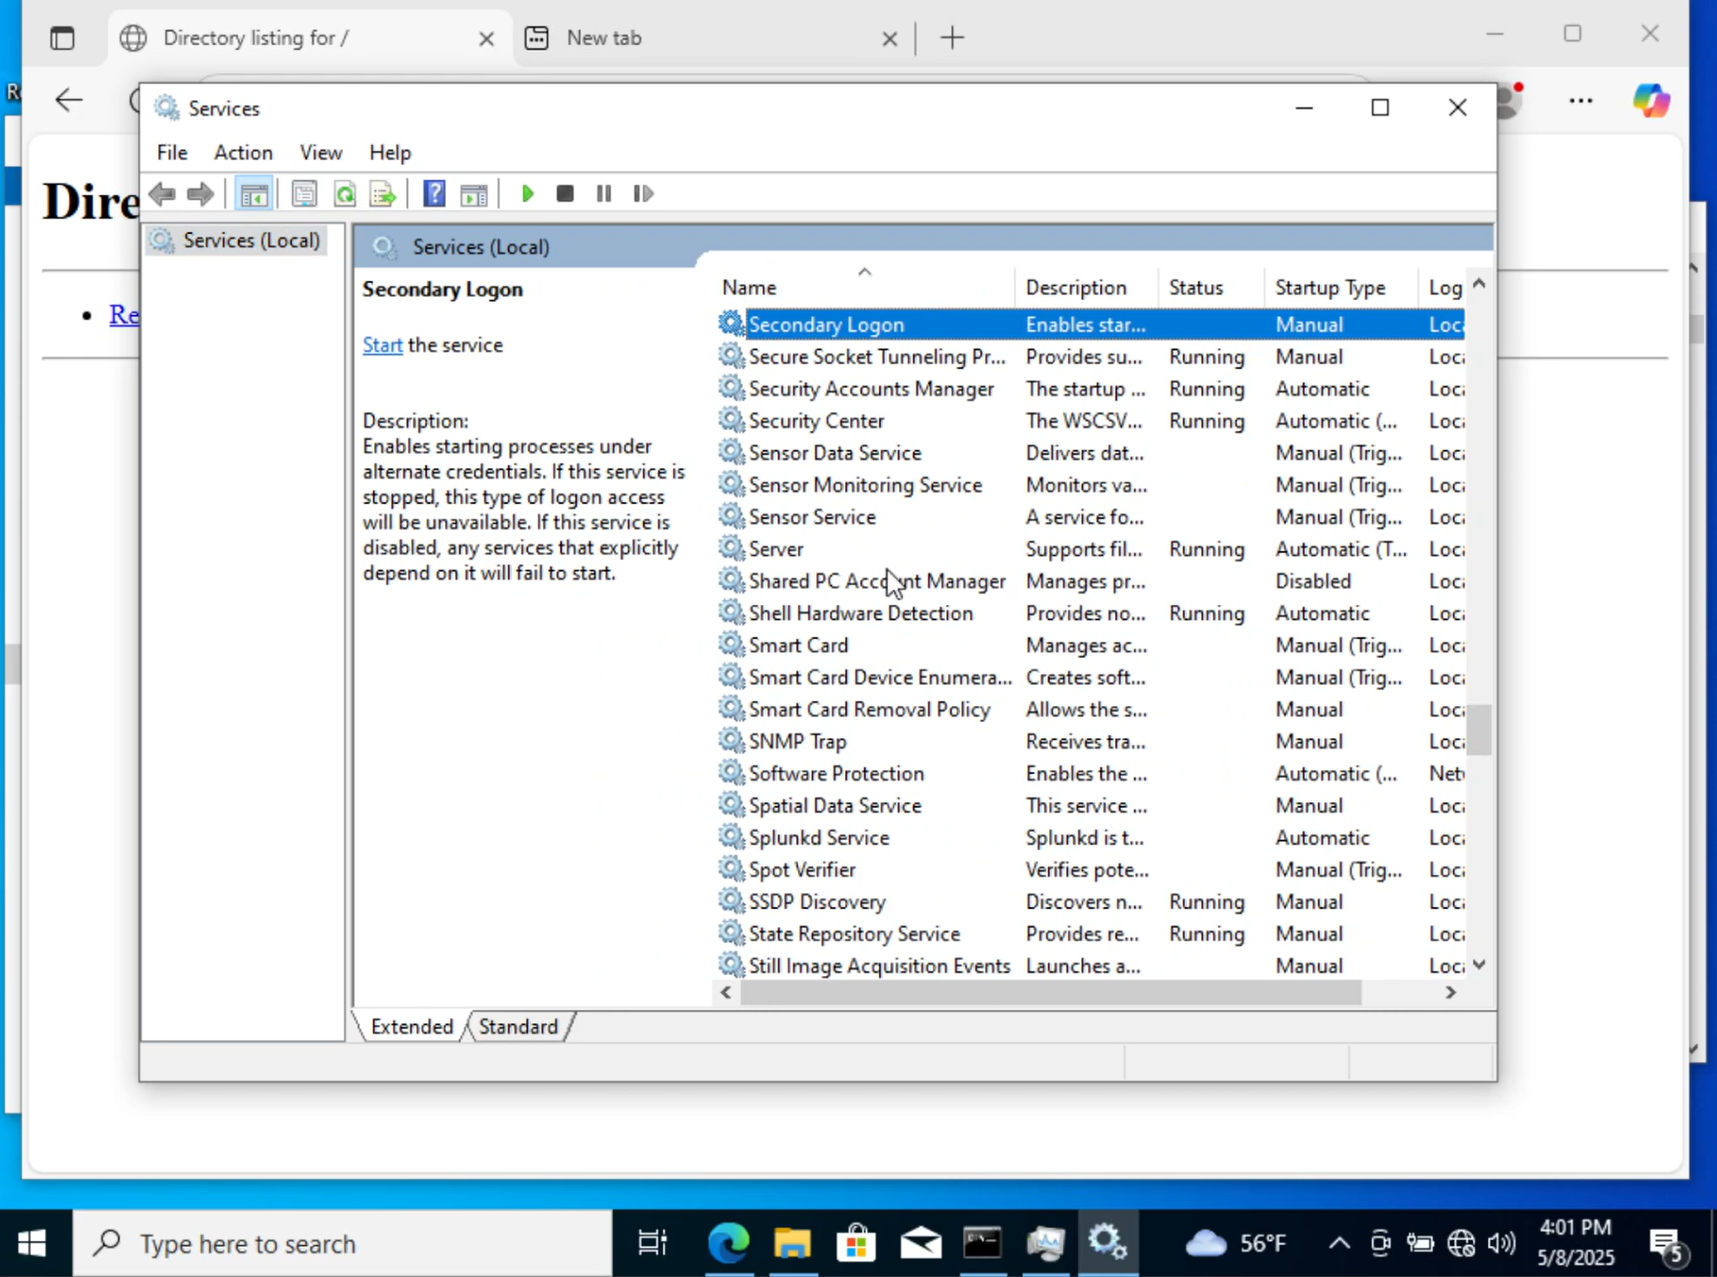 Directory listing for /
New tab
Services
File Action View Help
Dire
Services (Local)
Services (Local)
Re
Secondary Logon
Start the service
Description:
Enables starting processes under
alternate credentials. If this service is
stopped, this type of logon access
will be unavailable. If this service is
disabled, any services that explicitly
depend on it will fail to start.
Name Description Status Startup Type Log
Secondary Logon Enables star... Manual Loc
Secure Socket Tunneling Pr... Provides su... Running Manual Loc
Security Accounts Manager The startup ... Running Automatic Loc
Security Center The WSCSV... Running Automatic (... Loc
Sensor Data Service Delivers dat... Manual (Trig... Loc
Sensor Monitoring Service Monitors va... Manual (Trig... Loc
Sensor Service A service fo... Manual (Trig... Loc
Server Supports fil... Running Automatic (T... Loc
Shared PC Account Manager Manages pr... Disabled Loc
Shell Hardware Detection Provides no... Running Automatic Loc
Smart Card Manages ac... Manual (Trig... Loc
Smart Card Device Enumera... Creates soft... Manual (Trig... Loc
Smart Card Removal Policy Allows the s... Manual Loc
SNMP Trap Receives tra... Manual Loc
Software Protection Enables the ... Automatic (... Net
Spatial Data Service This service ... Manual Loc
Splunkd Service Splunkd is t... Automatic Loc
Spot Verifier Verifies pote... Manual (Trig... Loc
SSDP Discovery Discovers n... Running Manual Loc
State Repository Service Provides re... Running Manual Loc
Still Image Acquisition Events Launches a... Manual Loc
Extended Standard
Type here to search
56°F
4:01 PM
5/8/2025
5